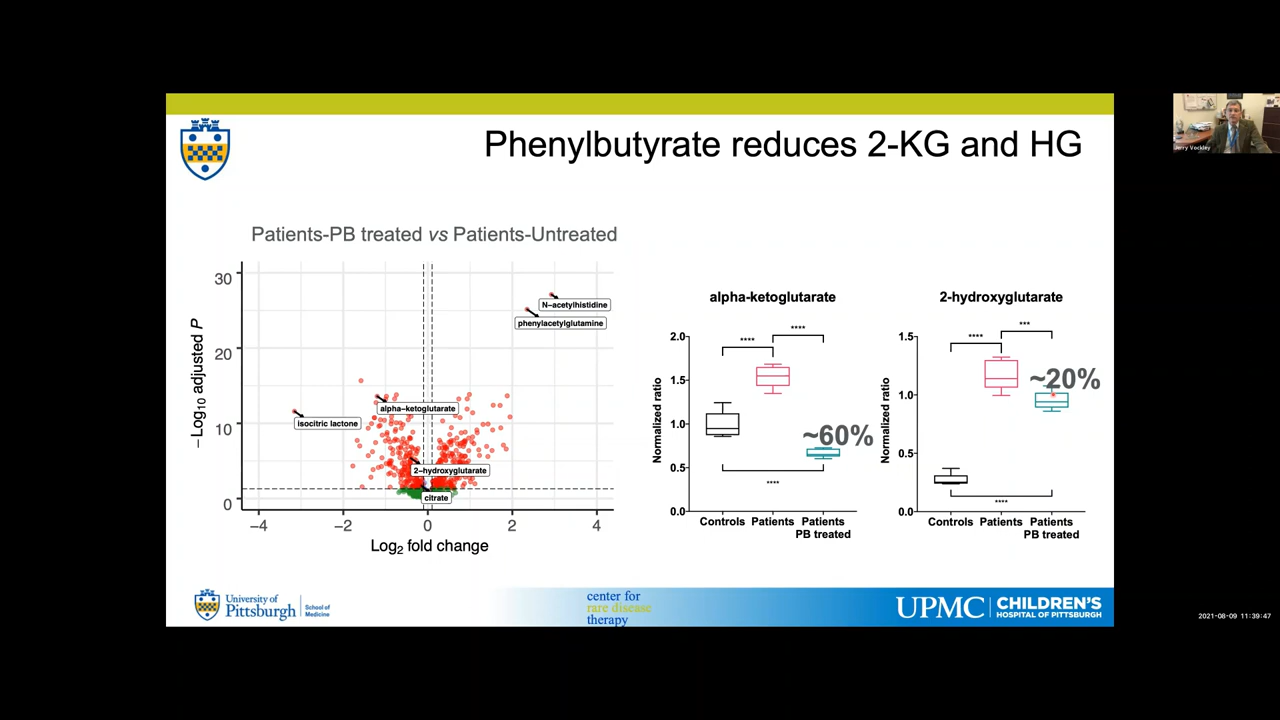 Phenylbutyrate reduces 2-KG and HG
Jerry Vockley
Patients-PB treated vs Patients-Untreated
30
20
10
0
−Log10 adjusted P
−4
−2
0
2
4
Log2 fold change
N−acetylhistidine
phenylacetylglutamine
alpha−ketoglutarate
isocitric lactone
2−hydroxyglutarate
citrate
alpha-ketoglutarate
2.0
1.5
1.0
0.5
0.0
Normalized ratio
****
****
~60%
****
Controls
Patients
Patients
PB treated
2-hydroxyglutarate
1.5
1.0
0.5
0.0
Normalized ratio
****
***
~20%
****
Controls
Patients
Patients
PB treated
University of
Pittsburgh
School of
Medicine
center for
rare disease
therapy
UPMC
CHILDREN'S
HOSPITAL OF PITTSBURGH
2021-08-09 11:39:47